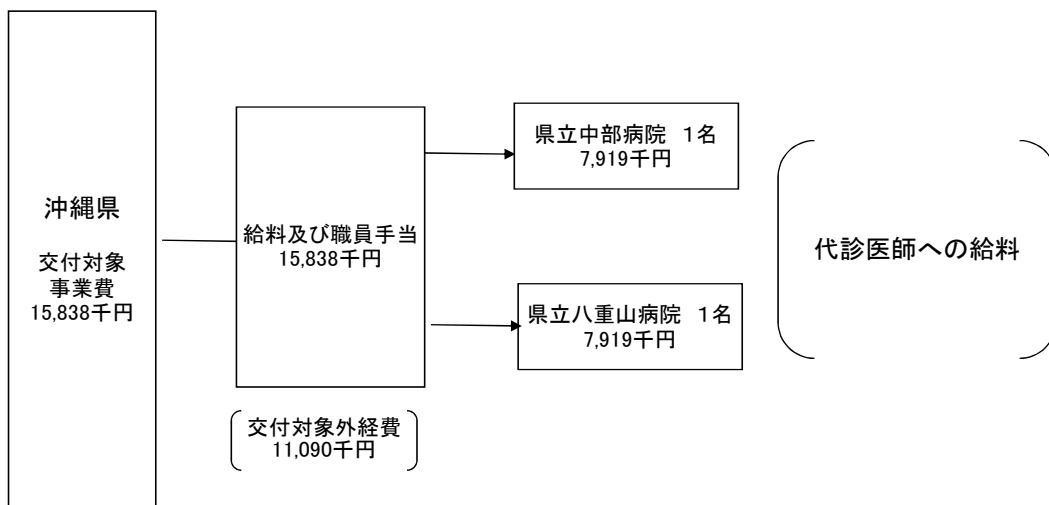 沖縄県
交付対象
事業費
15,838千円
給料及び職員手当
15,838千円
交付対象外経費
11,090千円
県立中部病院　１名
7,919千円
県立八重山病院　１名
7,919千円
代診医師への給料